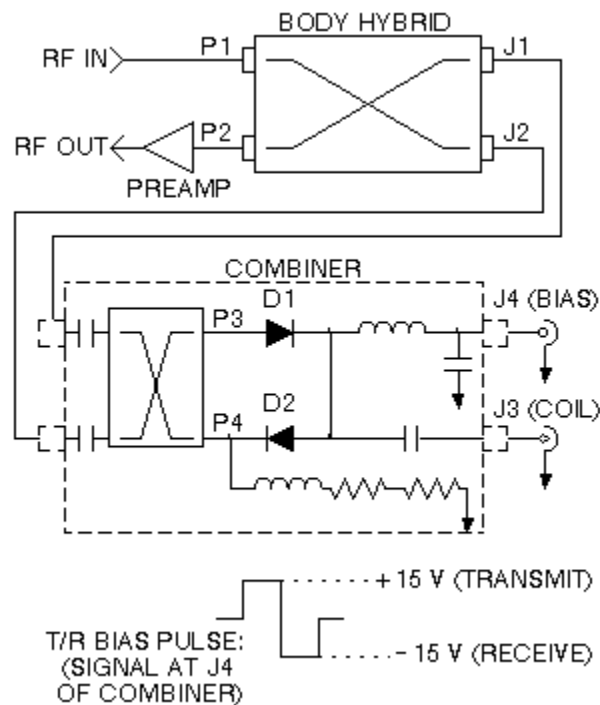 BODY HYBRID
RF IN
P1
J1
RF OUT
P2
J2
PREAMP
COMBINER
P3
D1
J4 (BIAS)
P4
D2
J3 (COIL)
+ 15 V (TRANSMIT)
T/R BIAS PULSE:
(SIGNAL AT J4
OF COMBINER)
- 15 V (RECEIVE)